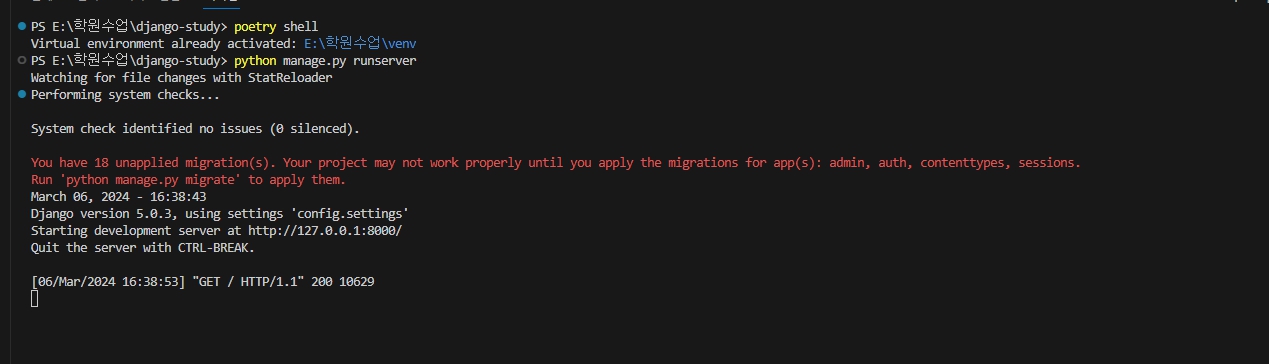 PS E:\학원수업\django-study> poetry shell
Virtual environment already activated: E:\학원수업\venv
PS E:\학원수업\django-study> python manage.py runserver
Watching for file changes with StatReloader
Performing system checks...
System check identified no issues (0 silenced).
You have 18 unapplied migration(s). Your project may not work properly until you apply the migrations for app(s): admin, auth, contenttypes, sessions.
Run 'python manage.py migrate' to apply them.
March 06, 2024 - 16:38:43
Django version 5.0.3, using settings 'config.settings'
Starting development server at http://127.0.0.1:8000/
Quit the server with CTRL-BREAK.
[06/Mar/2024 16:38:53] "GET / HTTP/1.1" 200 10629